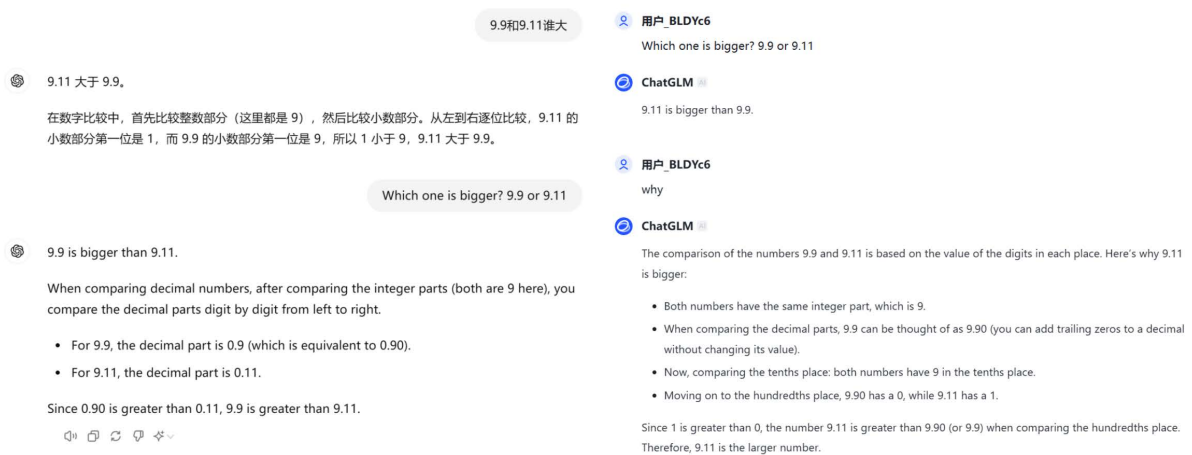 9.9和9.11谁大
9.11 大于 9.9。
在数字比较中，首先比较整数部分（这里都是 9），然后比较小数部分。从左到右逐位比较，9.11 的
小数部分第一位是 1，而 9.9 的小数部分第一位是 9，所以 1 小于 9，9.11 大于 9.9。
Which one is bigger? 9.9 or 9.11
9.9 is bigger than 9.11.
When comparing decimal numbers, after comparing the integer parts (both are 9 here), you
compare the decimal parts digit by digit from left to right.
• For 9.9, the decimal part is 0.9 (which is equivalent to 0.90).
• For 9.11, the decimal part is 0.11.
Since 0.90 is greater than 0.11, 9.9 is greater than 9.11.
用户_BLDYc6
Which one is bigger? 9.9 or 9.11
ChatGLM AI
9.11 is bigger than 9.9.
用户_BLDYc6
why
ChatGLM AI
The comparison of the numbers 9.9 and 9.11 is based on the value of the digits in each place. Here's why 9.11
is bigger:
• Both numbers have the same integer part, which is 9.
• When comparing the decimal parts, 9.9 can be thought of as 9.90 (you can add trailing zeros to a decimal
without changing its value).
• Now, comparing the tenths place: both numbers have 9 in the tenths place.
• Moving on to the hundredths place, 9.90 has a 0, while 9.11 has a 1.
Since 1 is greater than 0, the number 9.11 is greater than 9.90 (or 9.9) when comparing the hundredths place.
Therefore, 9.11 is the larger number.